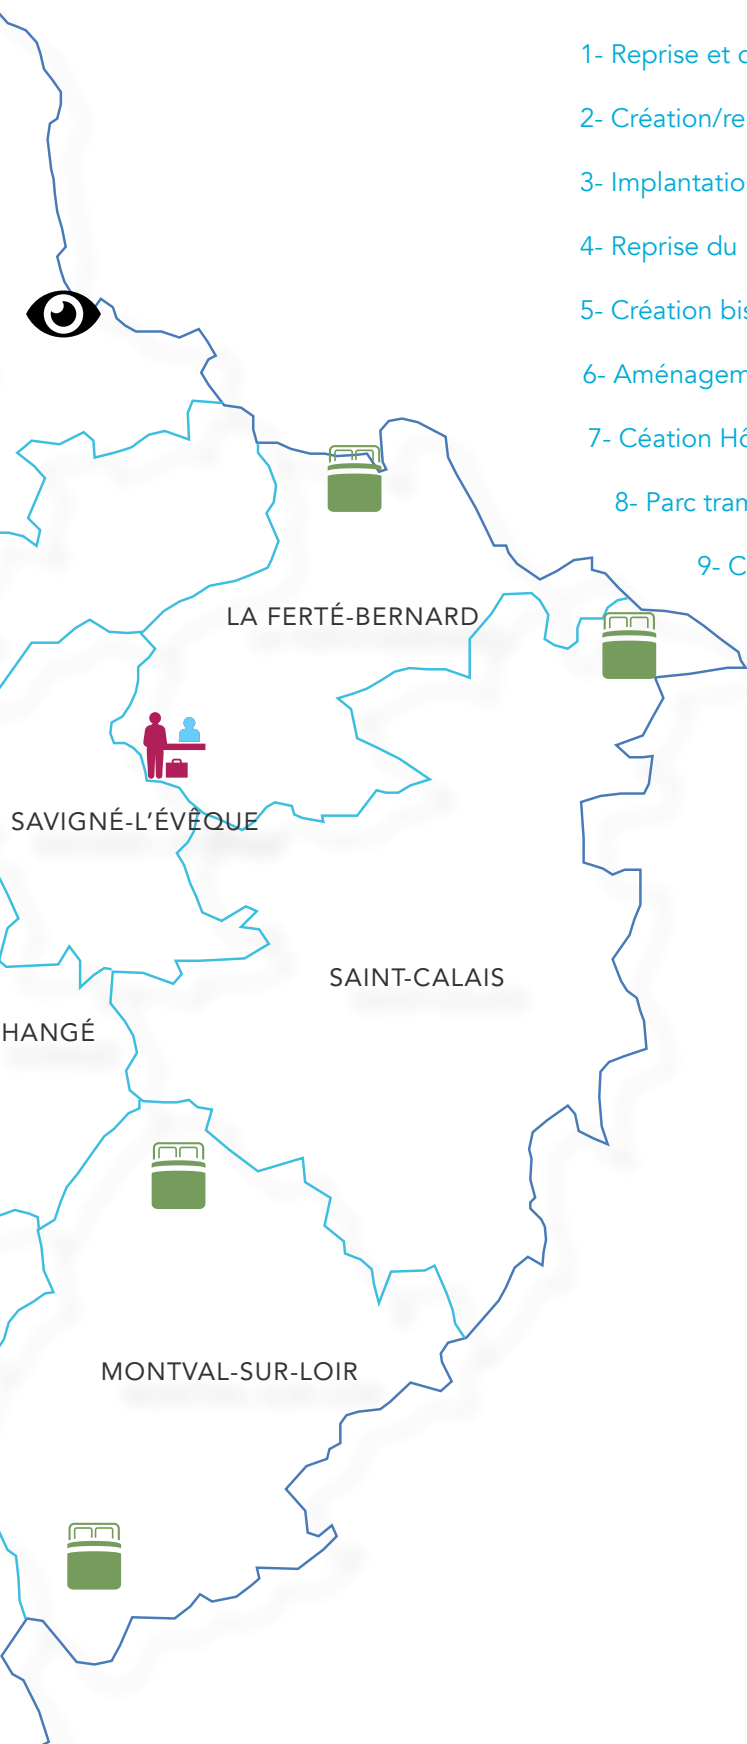 1- Reprise et
2- Création/re
3- Implantatio
4- Reprise du
5- Création bis
6- Aménagem
7- Céation Hô
8- Parc tran
9- C
LA FERTÉ-BERNARD
SAVIGNÉ-L'ÉVÊQUE
SAINT-CALAIS
HANGÉ
MONTVAL-SUR-LOIR